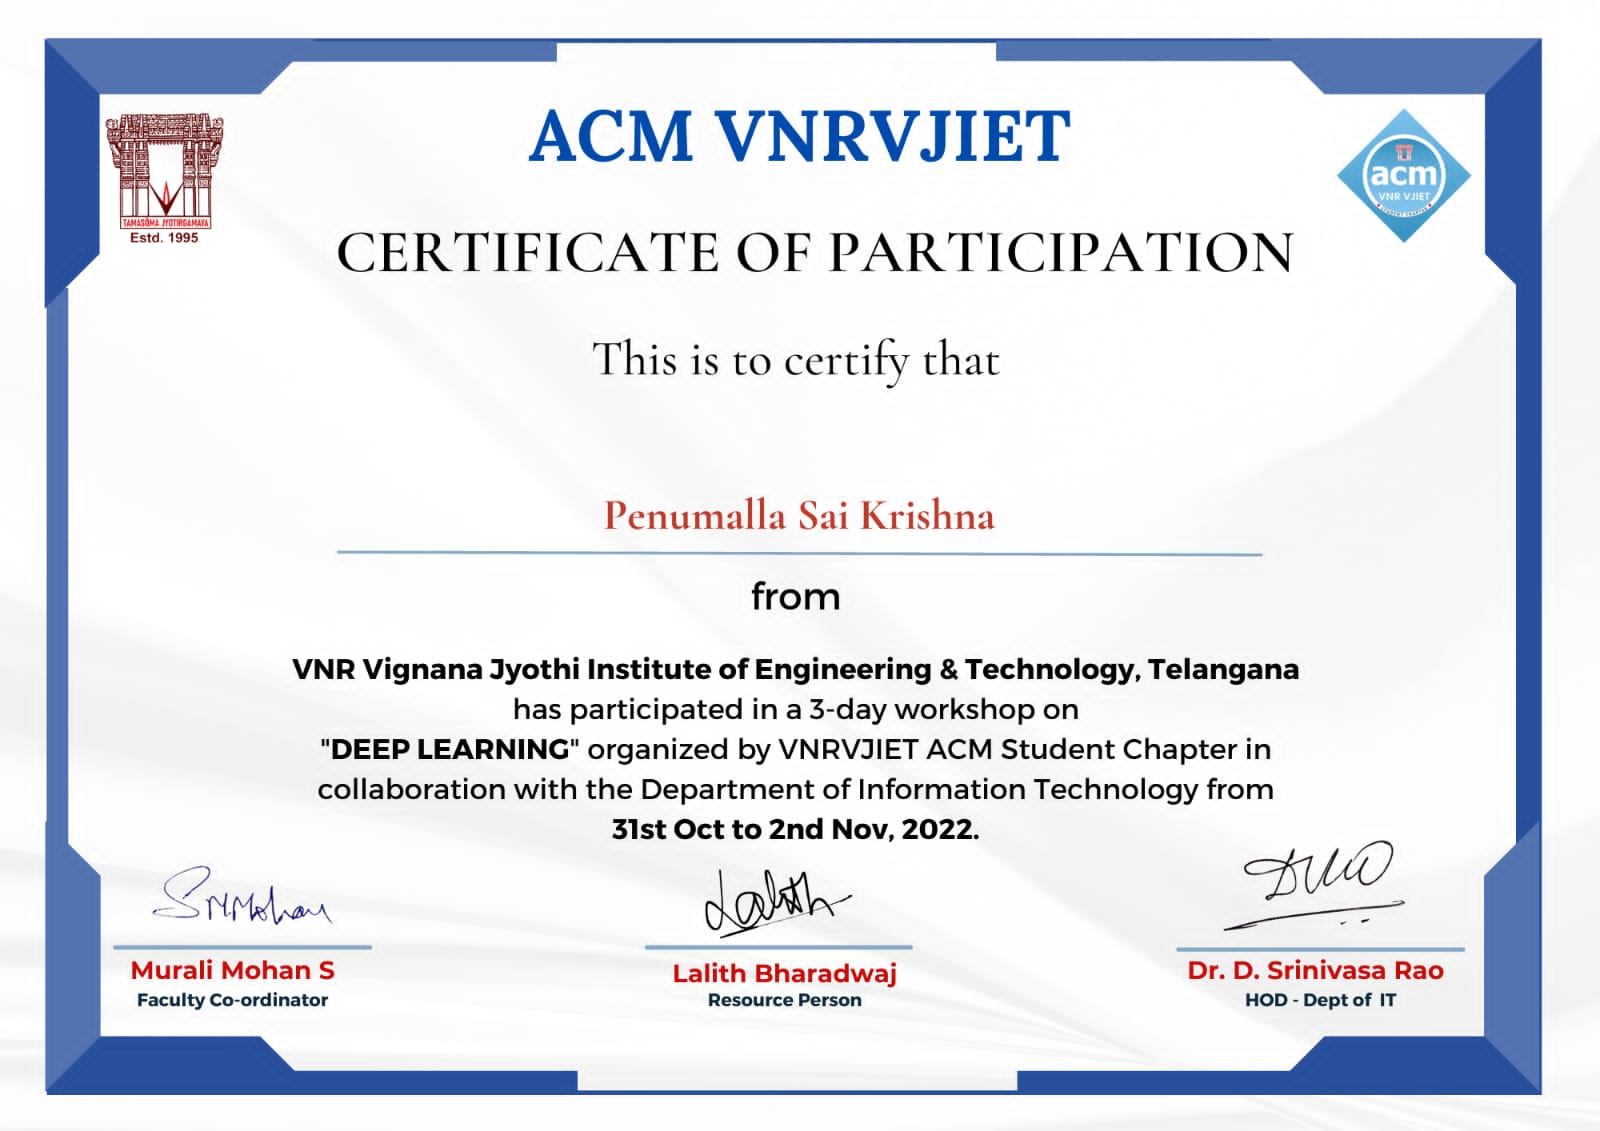 ACM VNRVJIET
TAMASOMA JYOTIRGAMAYA
Estd. 1995
acm
VNR VJIET
STUDENT CHAPTER
CERTIFICATE OF PARTICIPATION
This is to certify that
Penumalla Sai Krishna
from
VNR Vignana Jyothi Institute of Engineering & Technology, Telangana
has participated in a 3-day workshop on
"DEEP LEARNING" organized by VNRVJIET ACM Student Chapter in
collaboration with the Department of Information Technology from
31st Oct to 2nd Nov, 2022.
S M.Mohan
Lalith
Murali Mohan S
Faculty Co-ordinator
Lalith Bharadwaj
Resource Person
Dr. D. Srinivasa Rao
HOD - Dept of IT